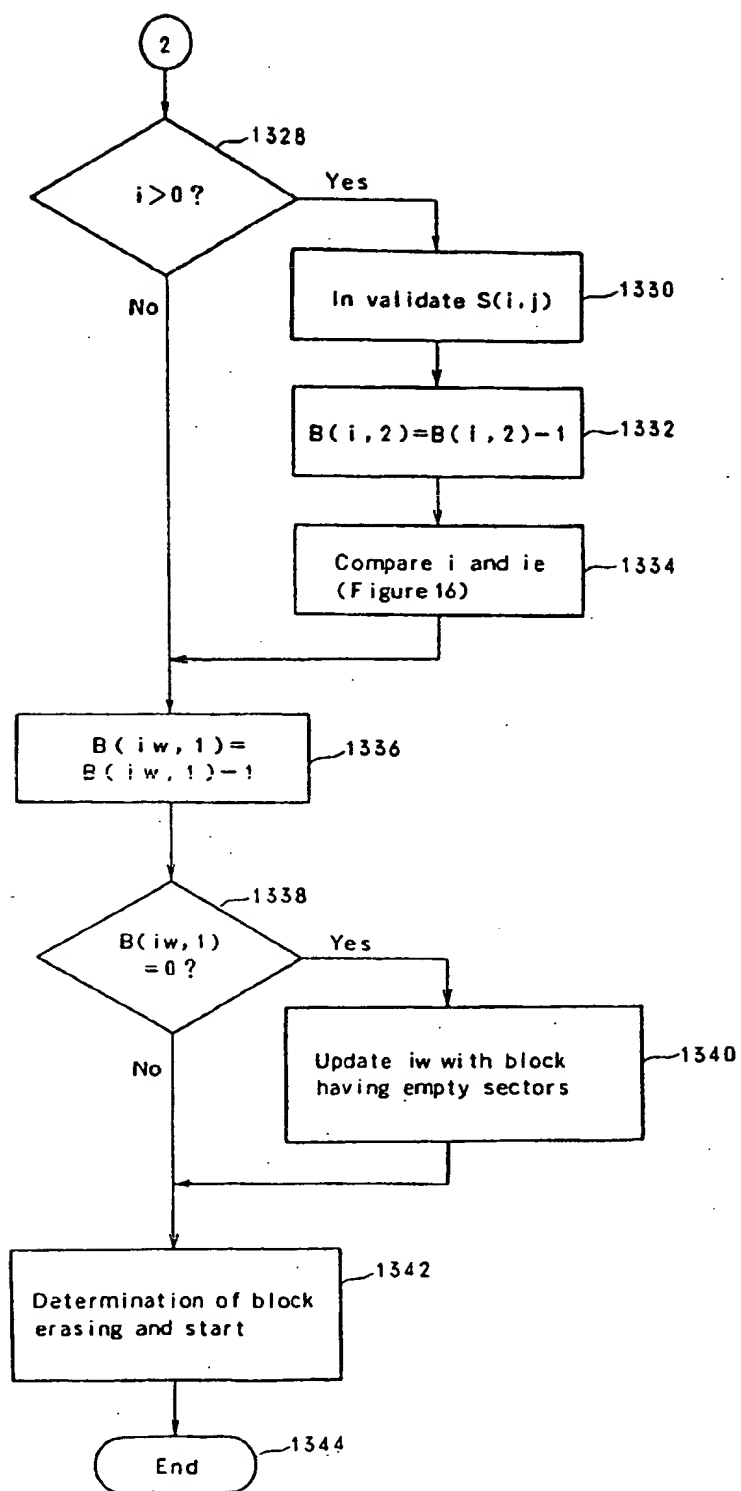 2
1328
i>0?
Yes
No
In validate S(i,j)
1330
B(i,2)=B(i,2)-1
1332
Compare i and ie
(Figure 16)
1334
B(iw,1)=
B(iw,1)-1
1336
1338
B(iw,1)
=0?
Yes
No
Update iw with block
having empty sectors
1340
1342
Determination of block
erasing and start
1344
End